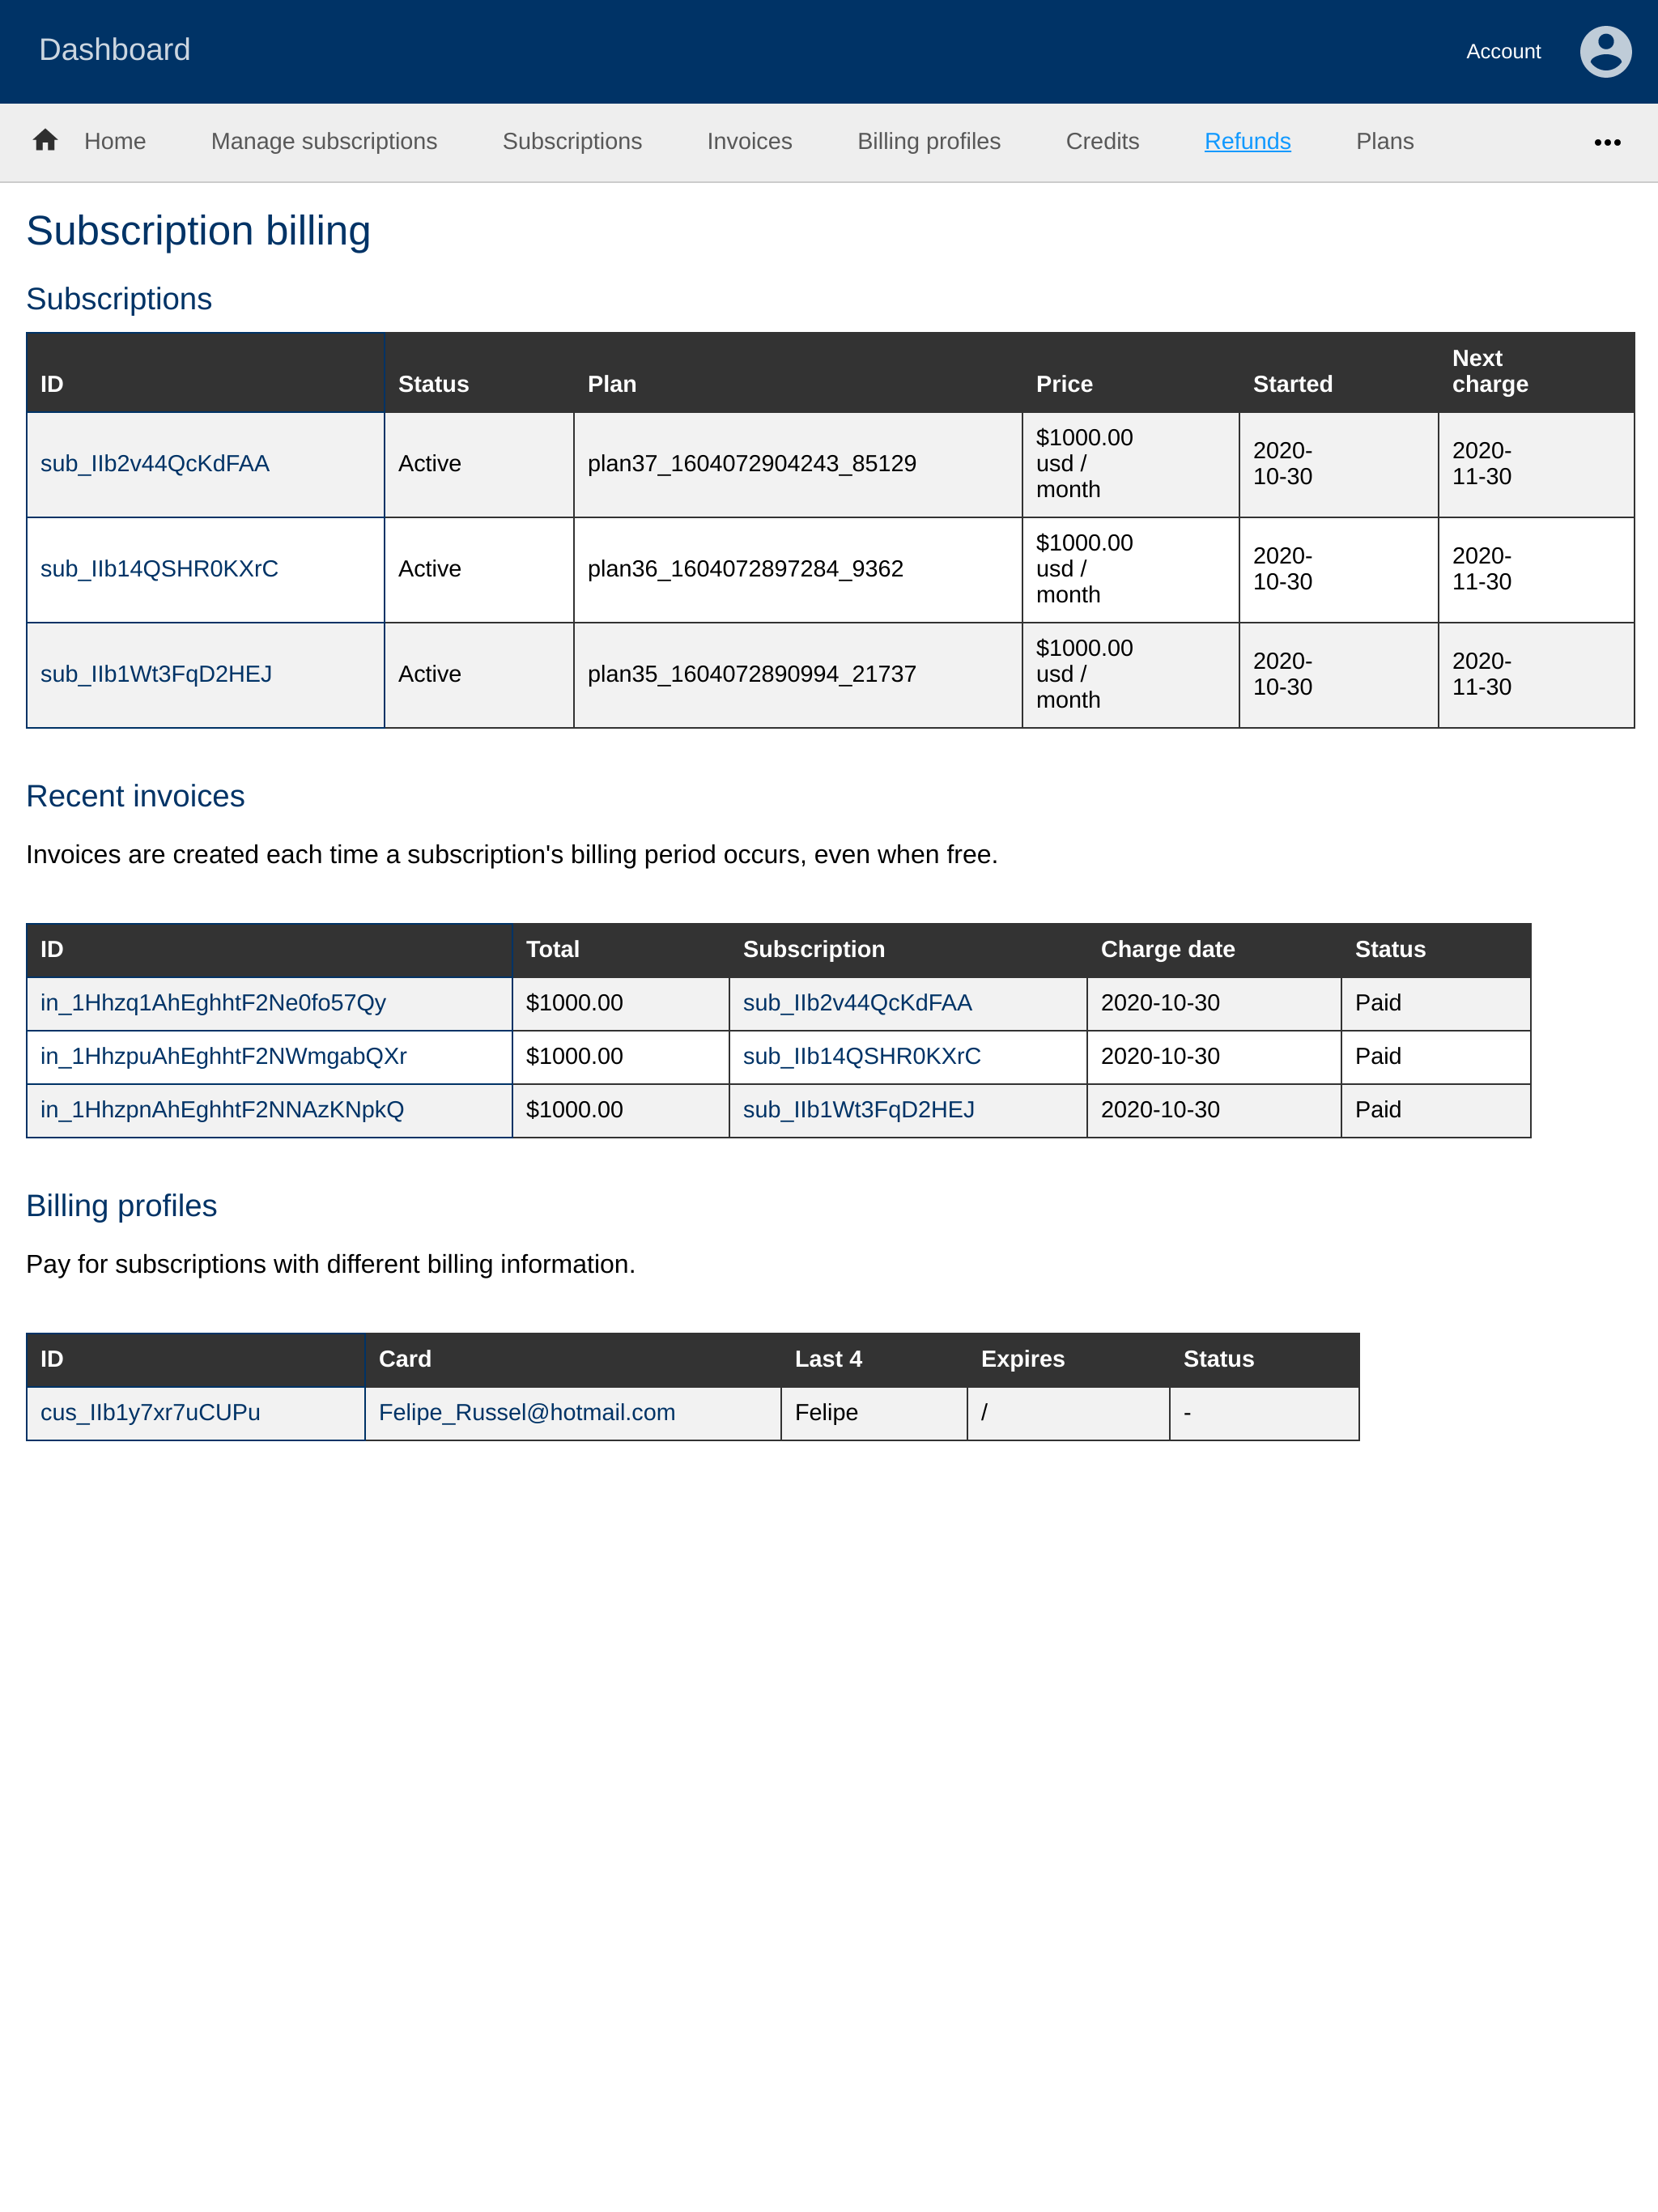 Dashboard
Account
Home Manage subscriptions Subscriptions Invoices Billing profiles Credits Refunds Plans
Subscription billing
Subscriptions
ID Status Plan Price Started Next charge
sub_IIb2v44QcKdFAA Active plan37_1604072904243_85129 $1000.00 usd / month 2020-10-30 2020-11-30
sub_IIb14QSHR0KXrC Active plan36_1604072897284_9362 $1000.00 usd / month 2020-10-30 2020-11-30
sub_IIb1Wt3FqD2HEJ Active plan35_1604072890994_21737 $1000.00 usd / month 2020-10-30 2020-11-30
Recent invoices
Invoices are created each time a subscription's billing period occurs, even when free.
ID Total Subscription Charge date Status
in_1Hhzq1AhEghhtF2Ne0fo57Qy $1000.00 sub_IIb2v44QcKdFAA 2020-10-30 Paid
in_1HhzpuAhEghhtF2NWmgabQXr $1000.00 sub_IIb14QSHR0KXrC 2020-10-30 Paid
in_1HhzpnAhEghhtF2NNAzKNpkQ $1000.00 sub_IIb1Wt3FqD2HEJ 2020-10-30 Paid
Billing profiles
Pay for subscriptions with different billing information.
ID Card Last 4 Expires Status
cus_IIb1y7xr7uCUPu Felipe_Russel@hotmail.com Felipe / -